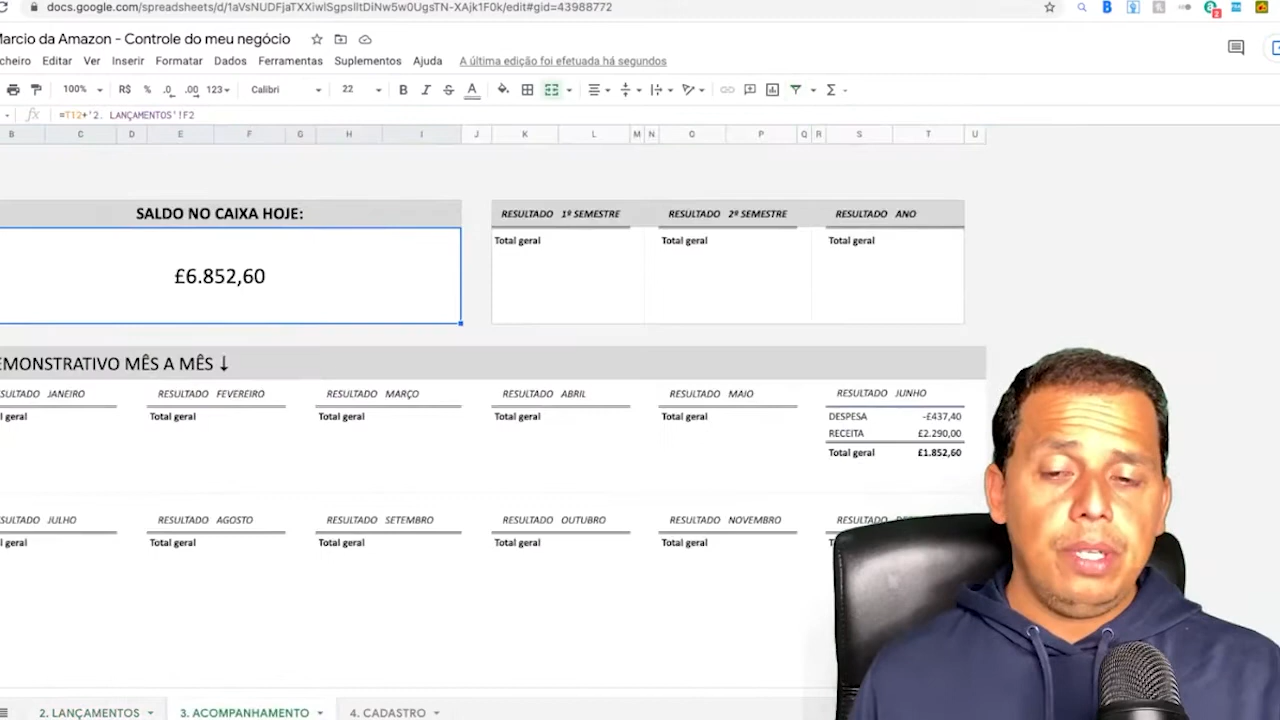 docs.google.com/spreadsheets/d/1aVsNUDFjaTXXiwlSgpslltDiNw5w0UgsTN-XAjk1F0k/edit#gid=43988772
Marcio da Amazon - Controle do meu negócio
cheiro Editar Ver Inserir Formatar Dados Ferramentas Suplementos Ajuda A última edição foi efetuada há segundos
100% R$ % .0 .00 123 Calibri 22 B I S A
fx =T12+'2. LANÇAMENTOS'!F2
B C D E F G H I J K L M N O P Q R S T U
SALDO NO CAIXA HOJE: RESULTADO 1º SEMESTRE RESULTADO 2º SEMESTRE RESULTADO ANO
Total geral Total geral Total geral
£6.852,60
EMONSTRATIVO MÊS A MÊS ↓
ESULTADO JANEIRO RESULTADO FEVEREIRO RESULTADO MARÇO RESULTADO ABRIL RESULTADO MAIO RESULTADO JUNHO
geral Total geral Total geral Total geral Total geral DESPESA -£437,40
RECEITA £2.290,00
Total geral £1.852,60
SULTADO JULHO RESULTADO AGOSTO RESULTADO SETEMBRO RESULTADO OUTUBRO RESULTADO NOVEMBRO RESULTADO
geral Total geral Total geral Total geral Total geral
2. LANÇAMENTOS 3. ACOMPANHAMENTO 4. CADASTRO